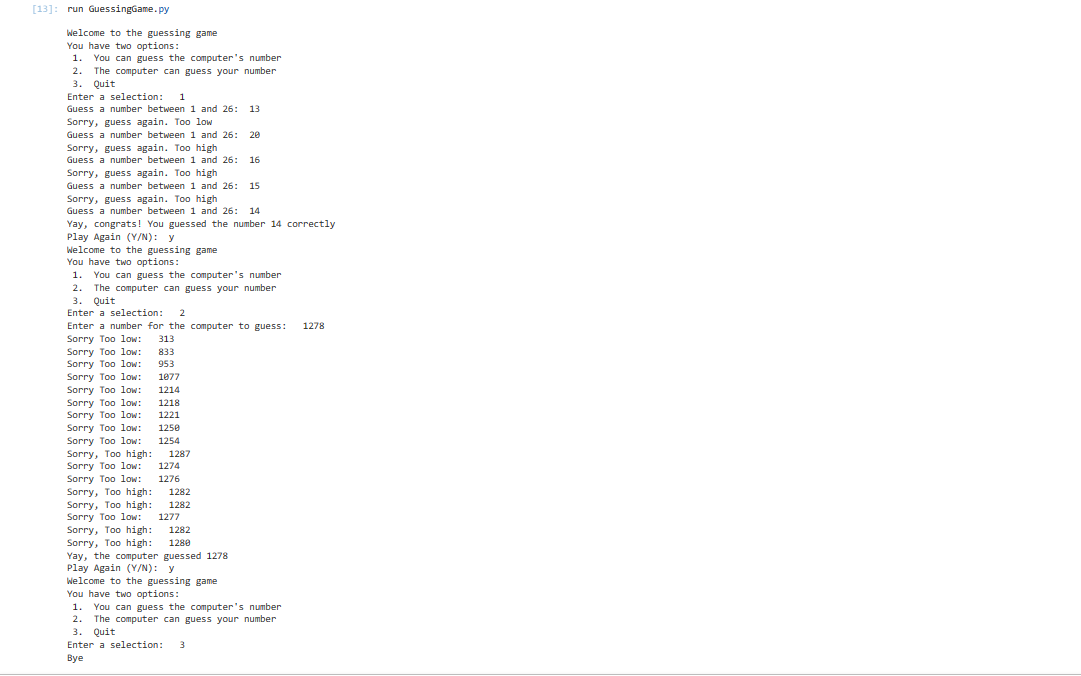 [13]: run GuessingGame.py
Welcome to the guessing game
You have two options:
1. You can guess the computer's number
2. The computer can guess your number
3. Quit
Enter a selection: 1
Guess a number between 1 and 26: 13
Sorry, guess again. Too low
Guess a number between 1 and 26: 20
Sorry, guess again. Too high
Guess a number between 1 and 26: 16
Sorry, guess again. Too high
Guess a number between 1 and 26: 15
Sorry, guess again. Too high
Guess a number between 1 and 26: 14
Yay, congrats! You guessed the number 14 correctly
Play Again (Y/N): y
Welcome to the guessing game
You have two options:
1. You can guess the computer's number
2. The computer can guess your number
3. Quit
Enter a selection: 2
Enter a number for the computer to guess: 1278
Sorry Too low: 313
Sorry Too low: 833
Sorry Too low: 953
Sorry Too low: 1077
Sorry Too low: 1214
Sorry Too low: 1218
Sorry Too low: 1221
Sorry Too low: 1250
Sorry Too low: 1254
Sorry, Too high: 1287
Sorry Too low: 1274
Sorry Too low: 1276
Sorry, Too high: 1282
Sorry, Too high: 1282
Sorry Too low: 1277
Sorry, Too high: 1282
Sorry, Too high: 1280
Yay, the computer guessed 1278
Play Again (Y/N): y
Welcome to the guessing game
You have two options:
1. You can guess the computer's number
2. The computer can guess your number
3. Quit
Enter a selection: 3
Bye